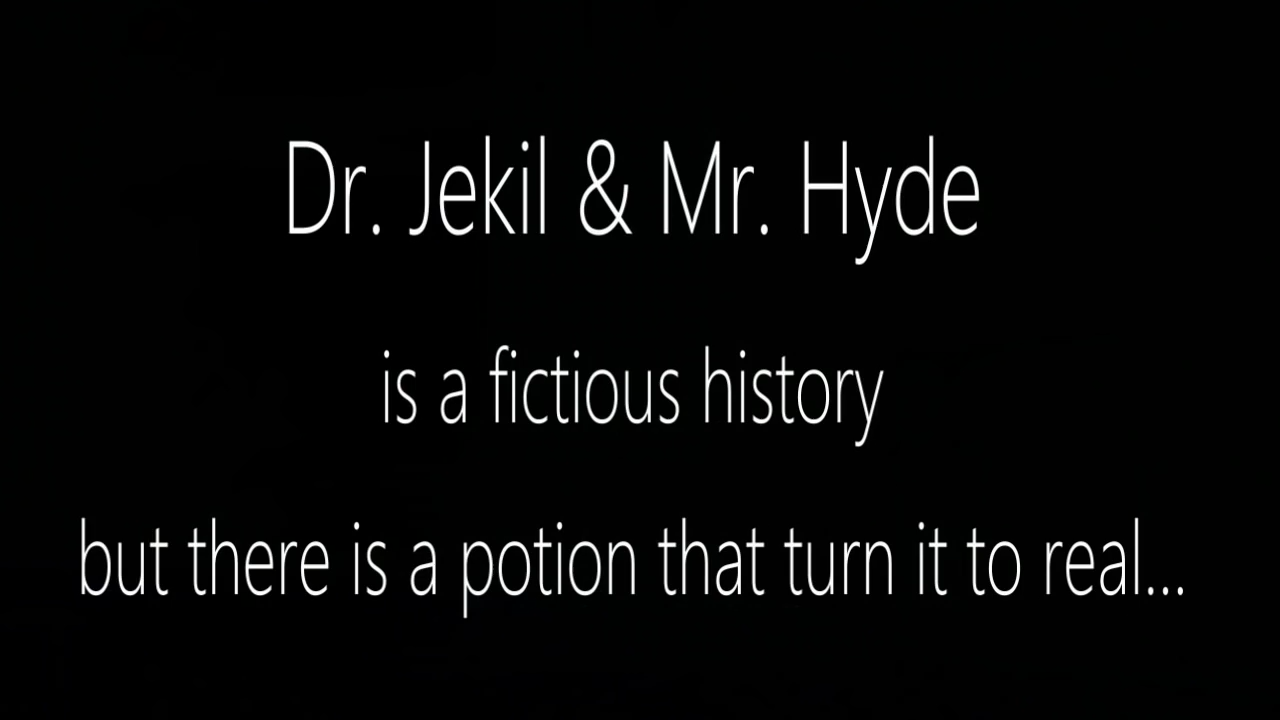 Dr. Jekil & Mr. Hyde
is a fictious history
but there is a potion that turn it to real...